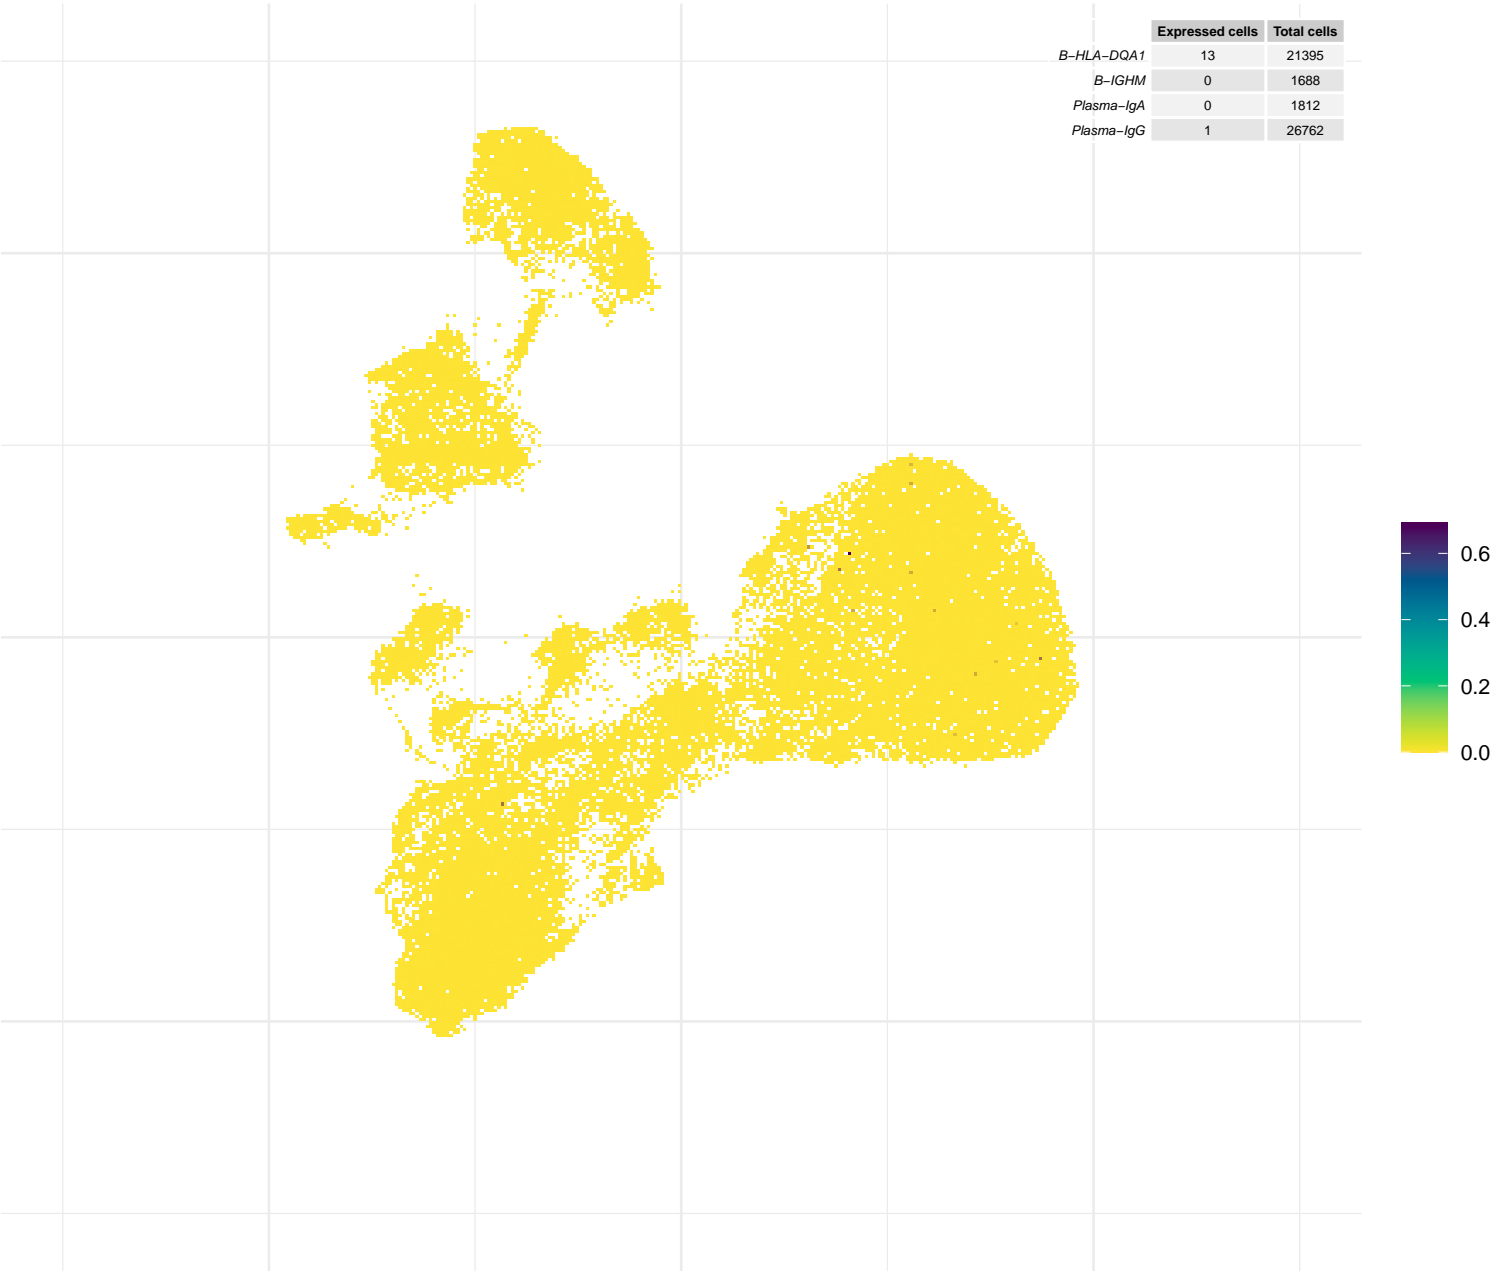 Expressed cells Total cells
B-HLA-DQA1 13 21395
B-IGHM 0 1688
Plasma-IgA 0 1812
Plasma-IgG 1 26762
0.6
0.4
0.2
0.0